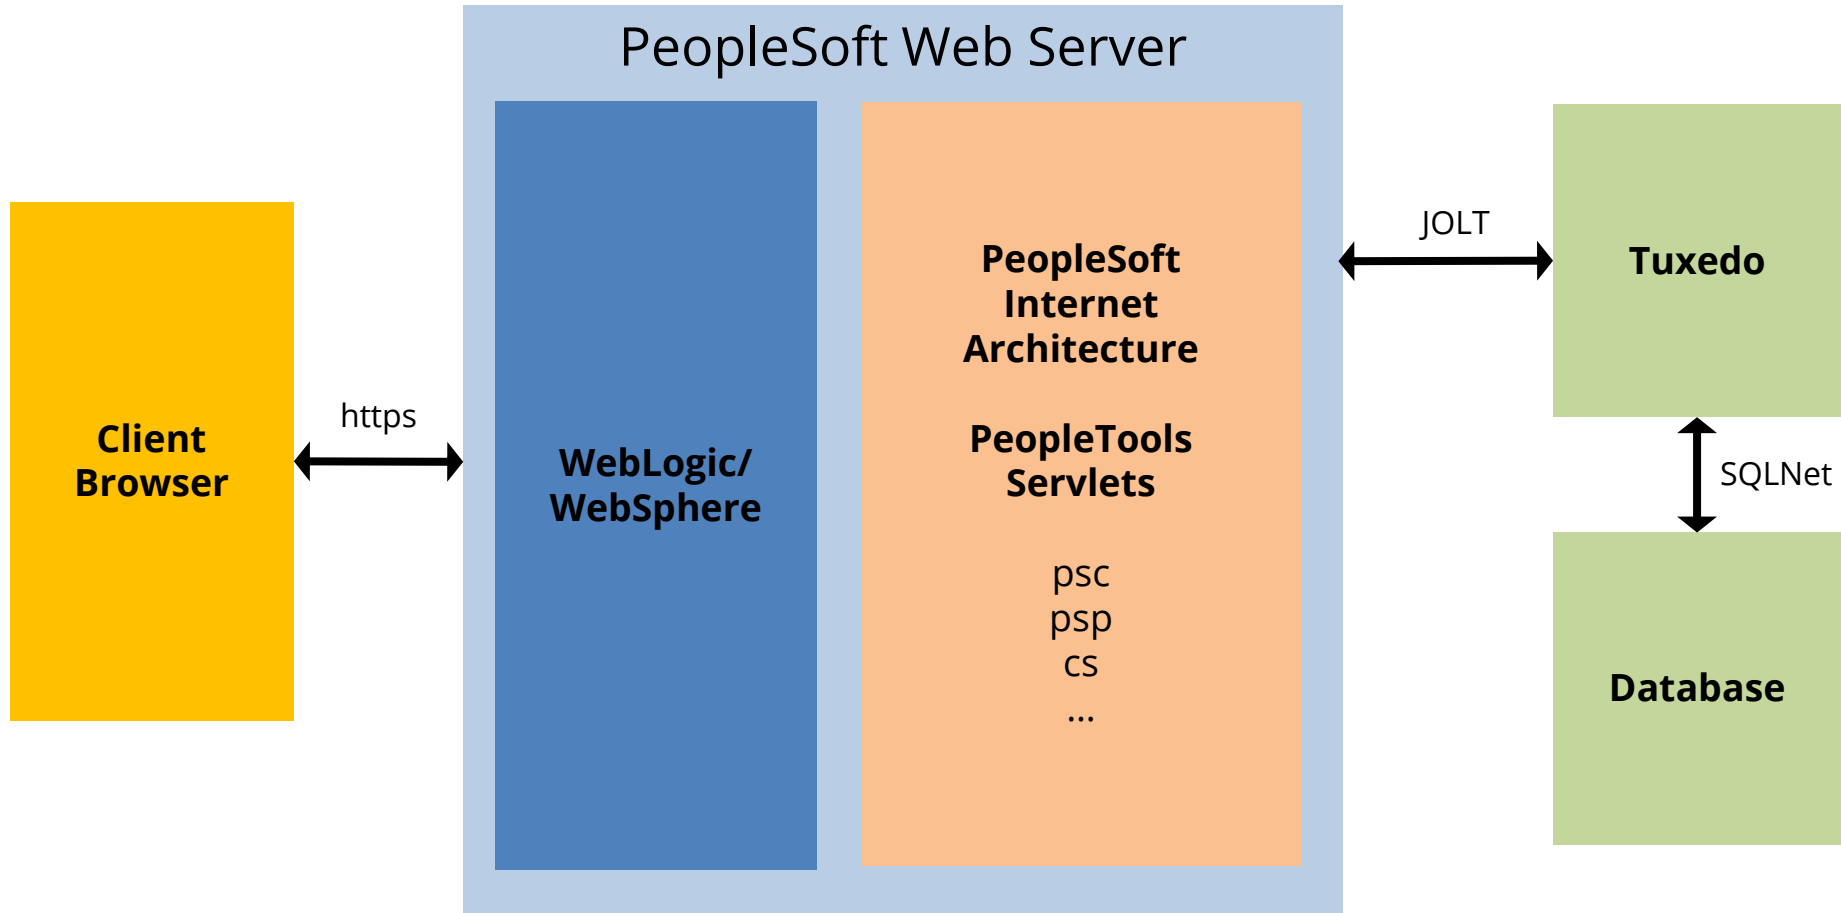 PeopleSoft Web Server
Client
Browser
https
WebLogic/
WebSphere
PeopleSoft
Internet
Architecture
PeopleTools
Servlets
psc
psp
cs
...
JOLT
Tuxedo
SQLNet
Database